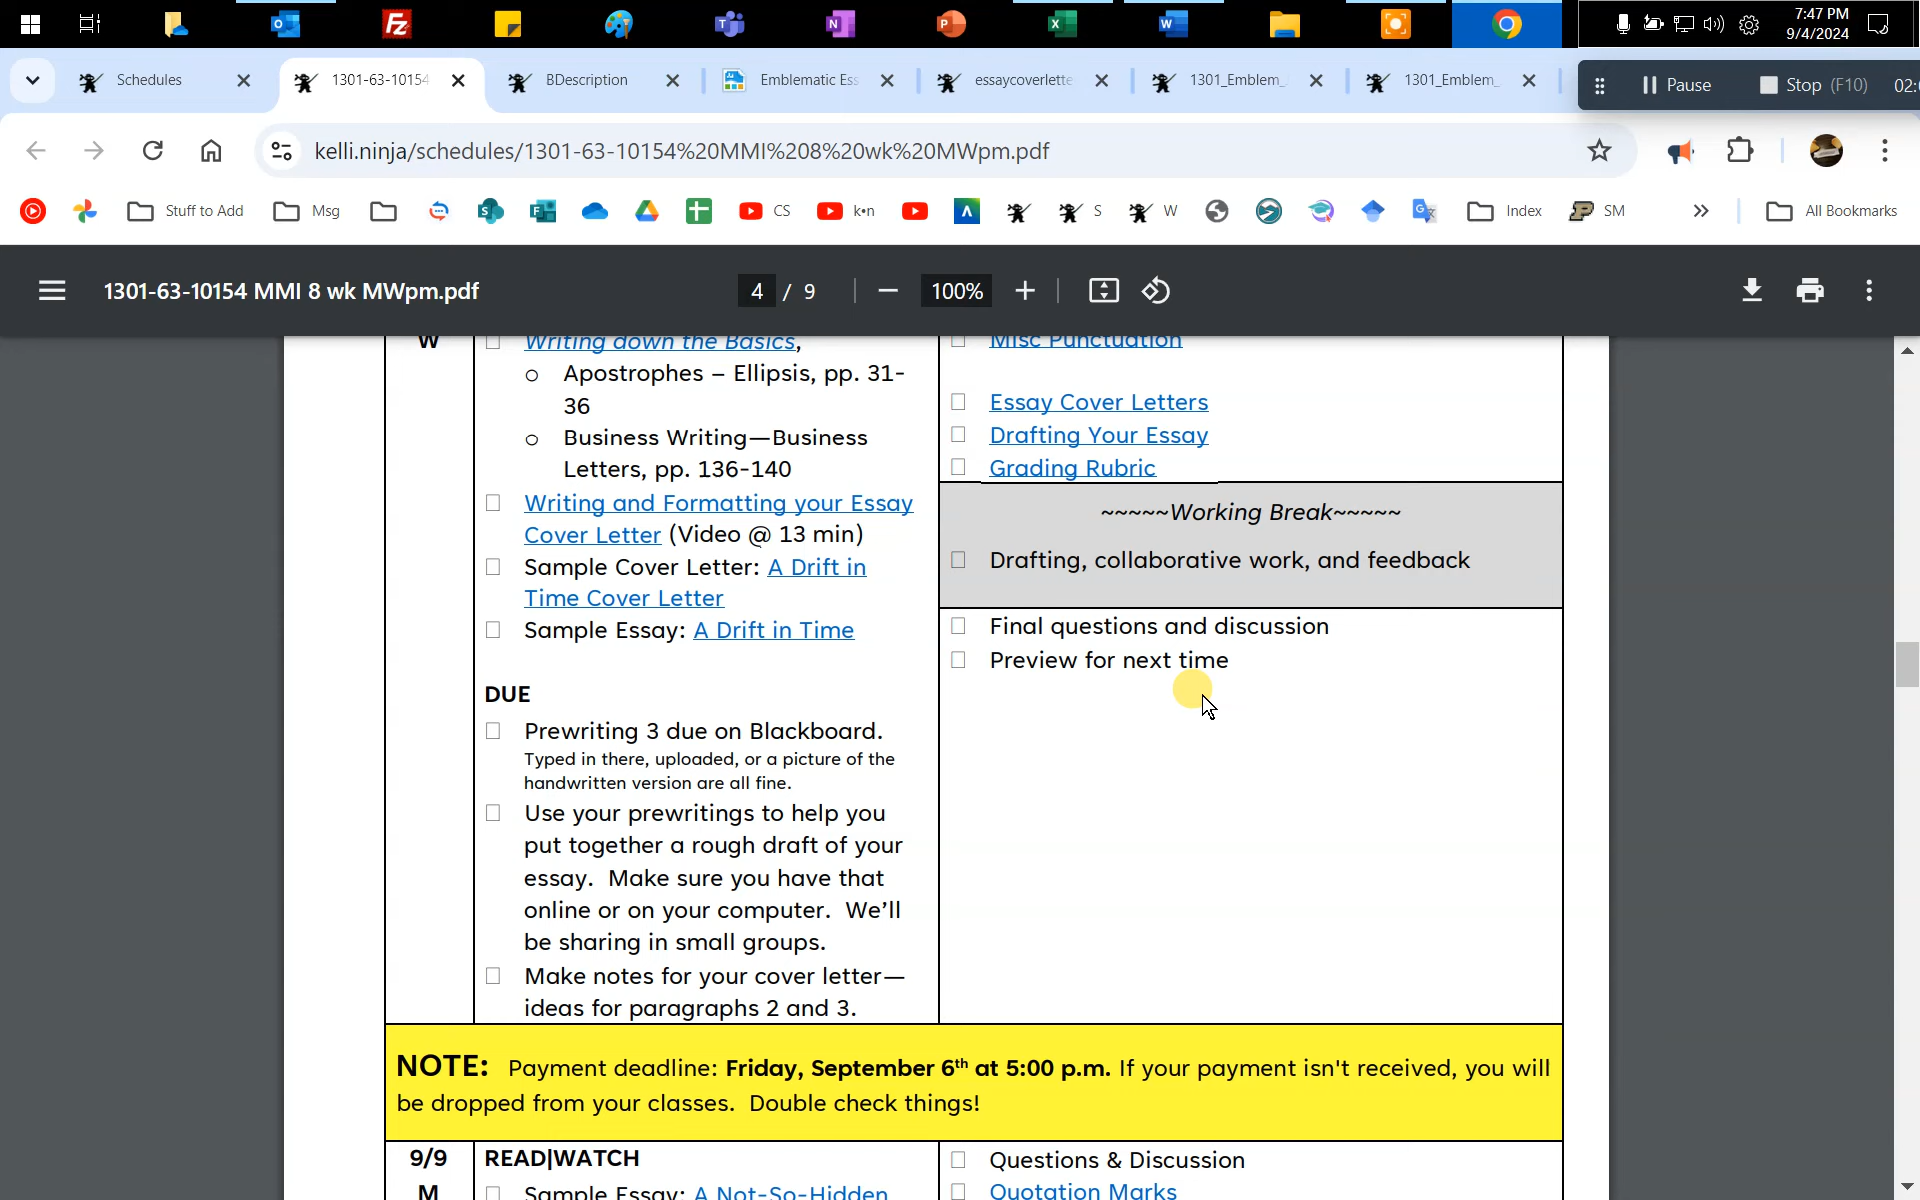 7:47 PM
9/4/2024
Schedules
1301-63-10154
BDescription
Emblematic Ess
essaycoverlette
1301_Emblem_
1301_Emblem_
Pause
Stop (F10)
02:
kelli.ninja/schedules/1301-63-10154%20MMI%208%20wk%20MWpm.pdf
Stuff to Add
Msg
CS
k•n
S
W
Index
SM
All Bookmarks
1301-63-10154 MMI 8 wk MWpm.pdf
4 / 9
100%
W
Writing down the Basics,
o Apostrophes – Ellipsis, pp. 31-
36
o Business Writing—Business
Letters, pp. 136-140
Writing and Formatting your Essay
Cover Letter (Video @ 13 min)
Sample Cover Letter: A Drift in
Time Cover Letter
Sample Essay: A Drift in Time
DUE
Prewriting 3 due on Blackboard.
Typed in there, uploaded, or a picture of the
handwritten version are all fine.
Use your prewritings to help you
put together a rough draft of your
essay. Make sure you have that
online or on your computer. We'll
be sharing in small groups.
Make notes for your cover letter—
ideas for paragraphs 2 and 3.
Misc Punctuation
Essay Cover Letters
Drafting Your Essay
Grading Rubric
~~~~~Working Break~~~~~
Drafting, collaborative work, and feedback
Final questions and discussion
Preview for next time
NOTE: Payment deadline: Friday, September 6th at 5:00 p.m. If your payment isn't received, you will
be dropped from your classes. Double check things!
9/9
M
READ|WATCH
Sample Essay: A Not-So-Hidden
Questions & Discussion
Quotation Marks